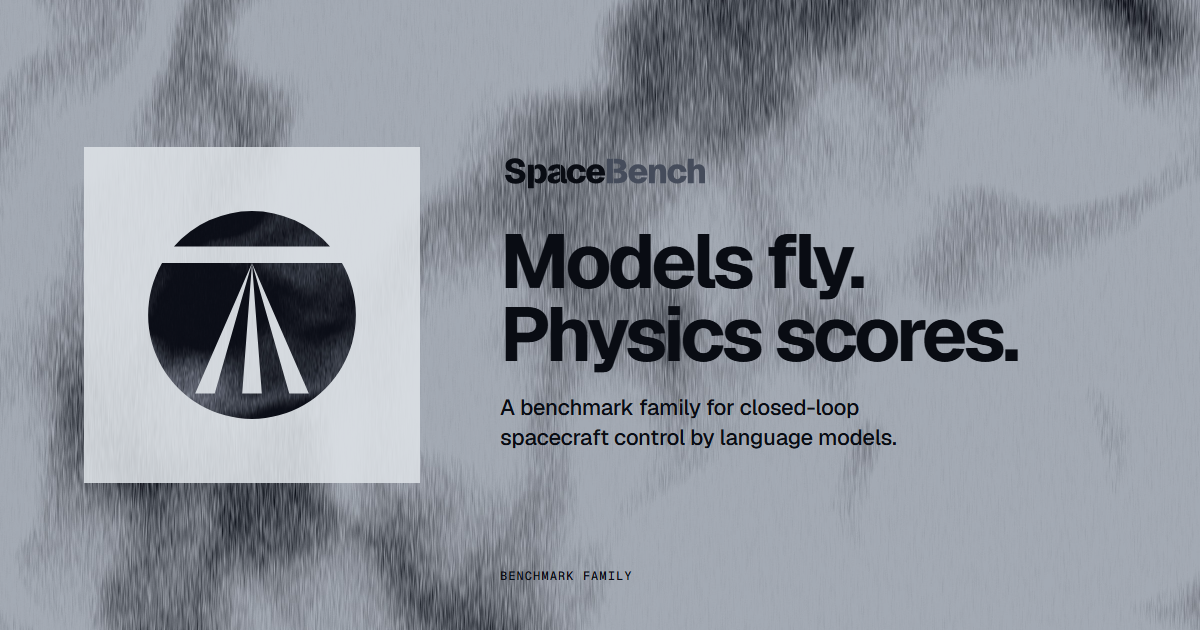 SpaceBench
Models fly.
Physics scores.
A benchmark family for closed-loop
spacecraft control by language models.
BENCHMARK FAMILY